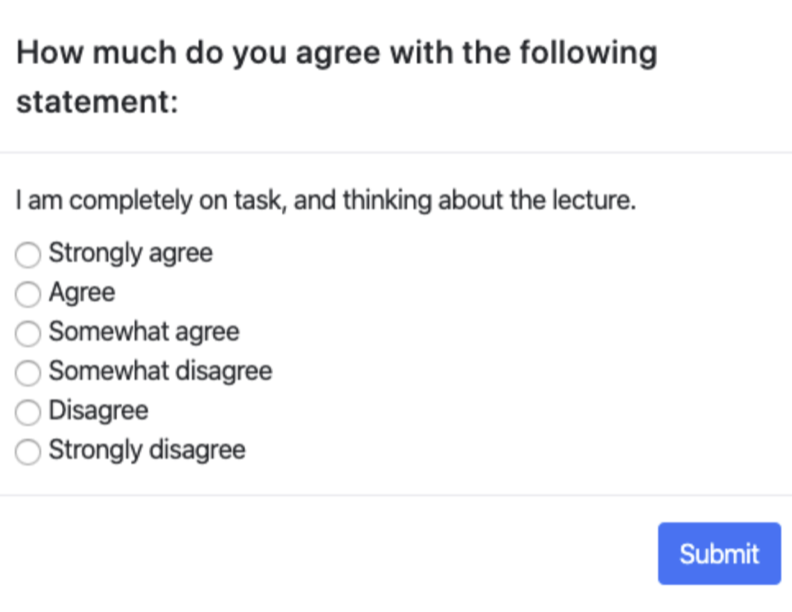 How much do you agree with the following
statement:
I am completely on task, and thinking about the lecture.
Strongly agree
Agree
Somewhat agree
Somewhat disagree
Disagree
Strongly disagree
Submit